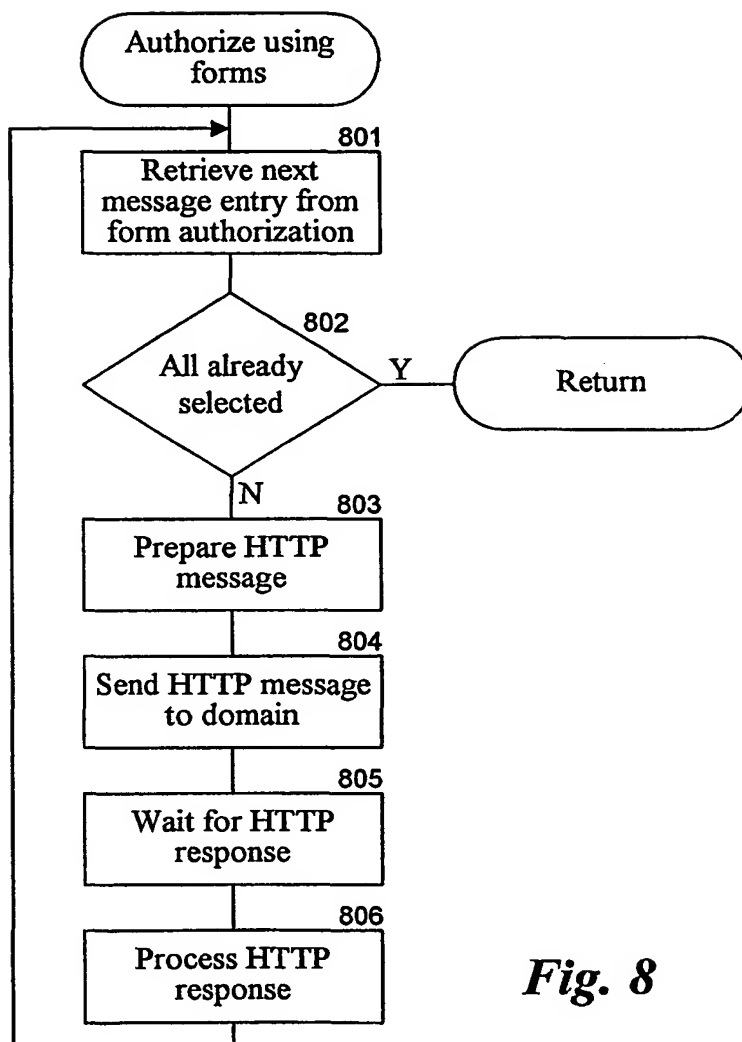 Authorize using
forms
801
Retrieve next
message entry from
form authorization
802
All already
selected
Y
Return
N
803
Prepare HTTP
message
804
Send HTTP message
to domain
805
Wait for HTTP
response
806
Process HTTP
response
Fig. 8